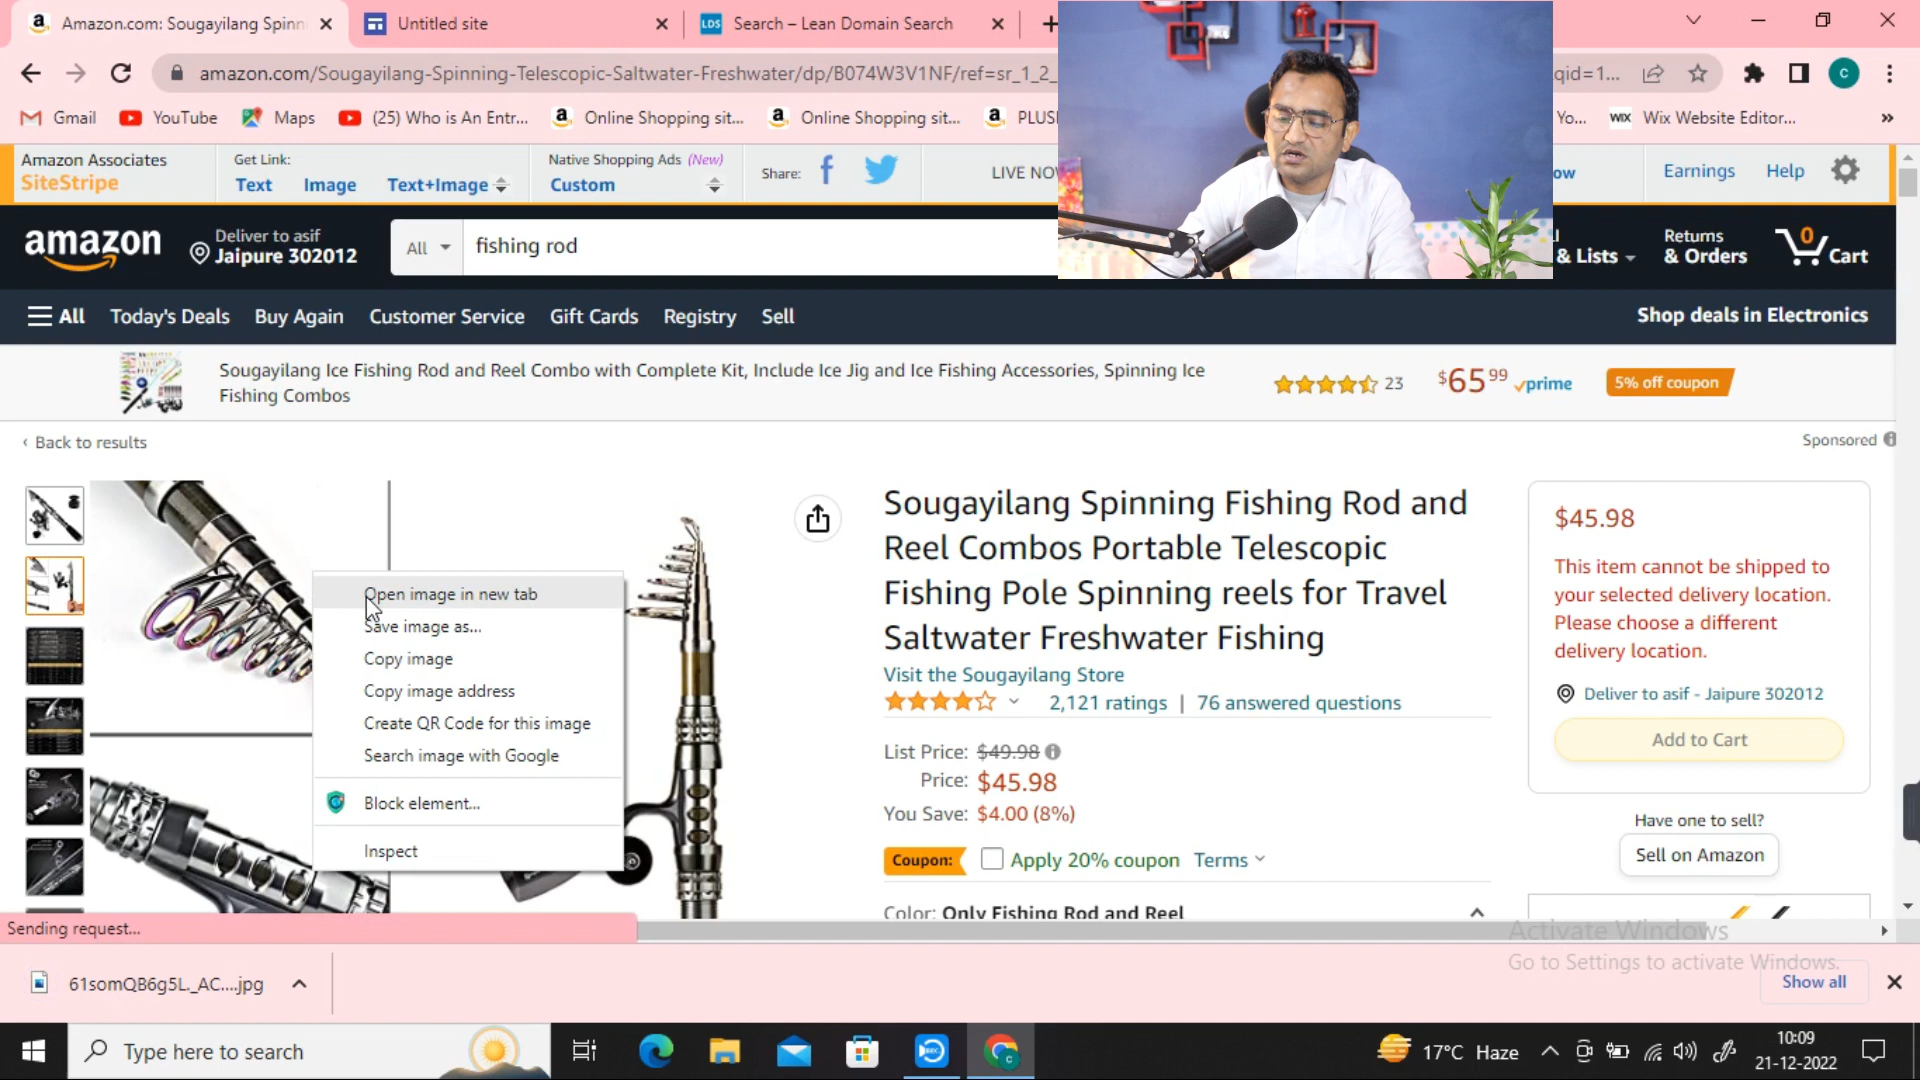 Amazon.com: Sougayilang Spinn
Untitled site
LDS
Search – Lean Domain Search
amazon.com/Sougayilang-Spinning-Telescopic-Saltwater-Freshwater/dp/B074W3V1NF/ref=sr_1_2_
qid=1...
C
Gmail
YouTube
Maps
(25) Who is An Entr...
Online Shopping sit...
Online Shopping sit...
PLUS
Yo...
WIX
Wix Website Editor...
»
Amazon Associates
SiteStripe
Get Link:
Text
Image
Text+Image
Native Shopping Ads (New)
Custom
Share:
LIVE NO
ow
Earnings
Help
amazon
Deliver to asif
Jaipure 302012
All
fishing rod
& Lists
Returns
& Orders
0
Cart
All
Today's Deals
Buy Again
Customer Service
Gift Cards
Registry
Sell
Shop deals in Electronics
Sougayilang Ice Fishing Rod and Reel Combo with Complete Kit, Include Ice Jig and Ice Fishing Accessories, Spinning Ice
Fishing Combos
23
$65 99
prime
5% off coupon
‹ Back to results
Sponsored
Sougayilang Spinning Fishing Rod and
Reel Combos Portable Telescopic
Fishing Pole Spinning reels for Travel
Saltwater Freshwater Fishing
Visit the Sougayilang Store
2,121 ratings | 76 answered questions
List Price: $49.98
Price: $45.98
You Save: $4.00 (8%)
Coupon:
Apply 20% coupon
Terms
Color: Only Fishing Rod and Reel
$45.98
This item cannot be shipped to
your selected delivery location.
Please choose a different
delivery location.
Deliver to asif - Jaipure 302012
Add to Cart
Have one to sell?
Sell on Amazon
Open image in new tab
Save image as...
Copy image
Copy image address
Create QR Code for this image
Search image with Google
Block element...
Inspect
Sending request...
Activate Windows
Go to Settings to activate Windows.
61somQB6g5L._AC....jpg
Show all
Type here to search
REC
C
17°C Haze
10:09
21-12-2022